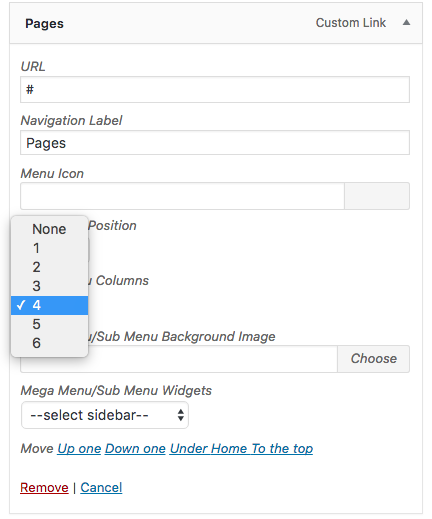 Pages Custom Link
URL
#
Navigation Label
Pages
Menu Icon
Position
None
1
2
3
✓ 4
5
6
Columns
/Sub Menu Background Image
Choose
Mega Menu/Sub Menu Widgets
--select sidebar--
Move Up one Down one Under Home To the top
Remove | Cancel